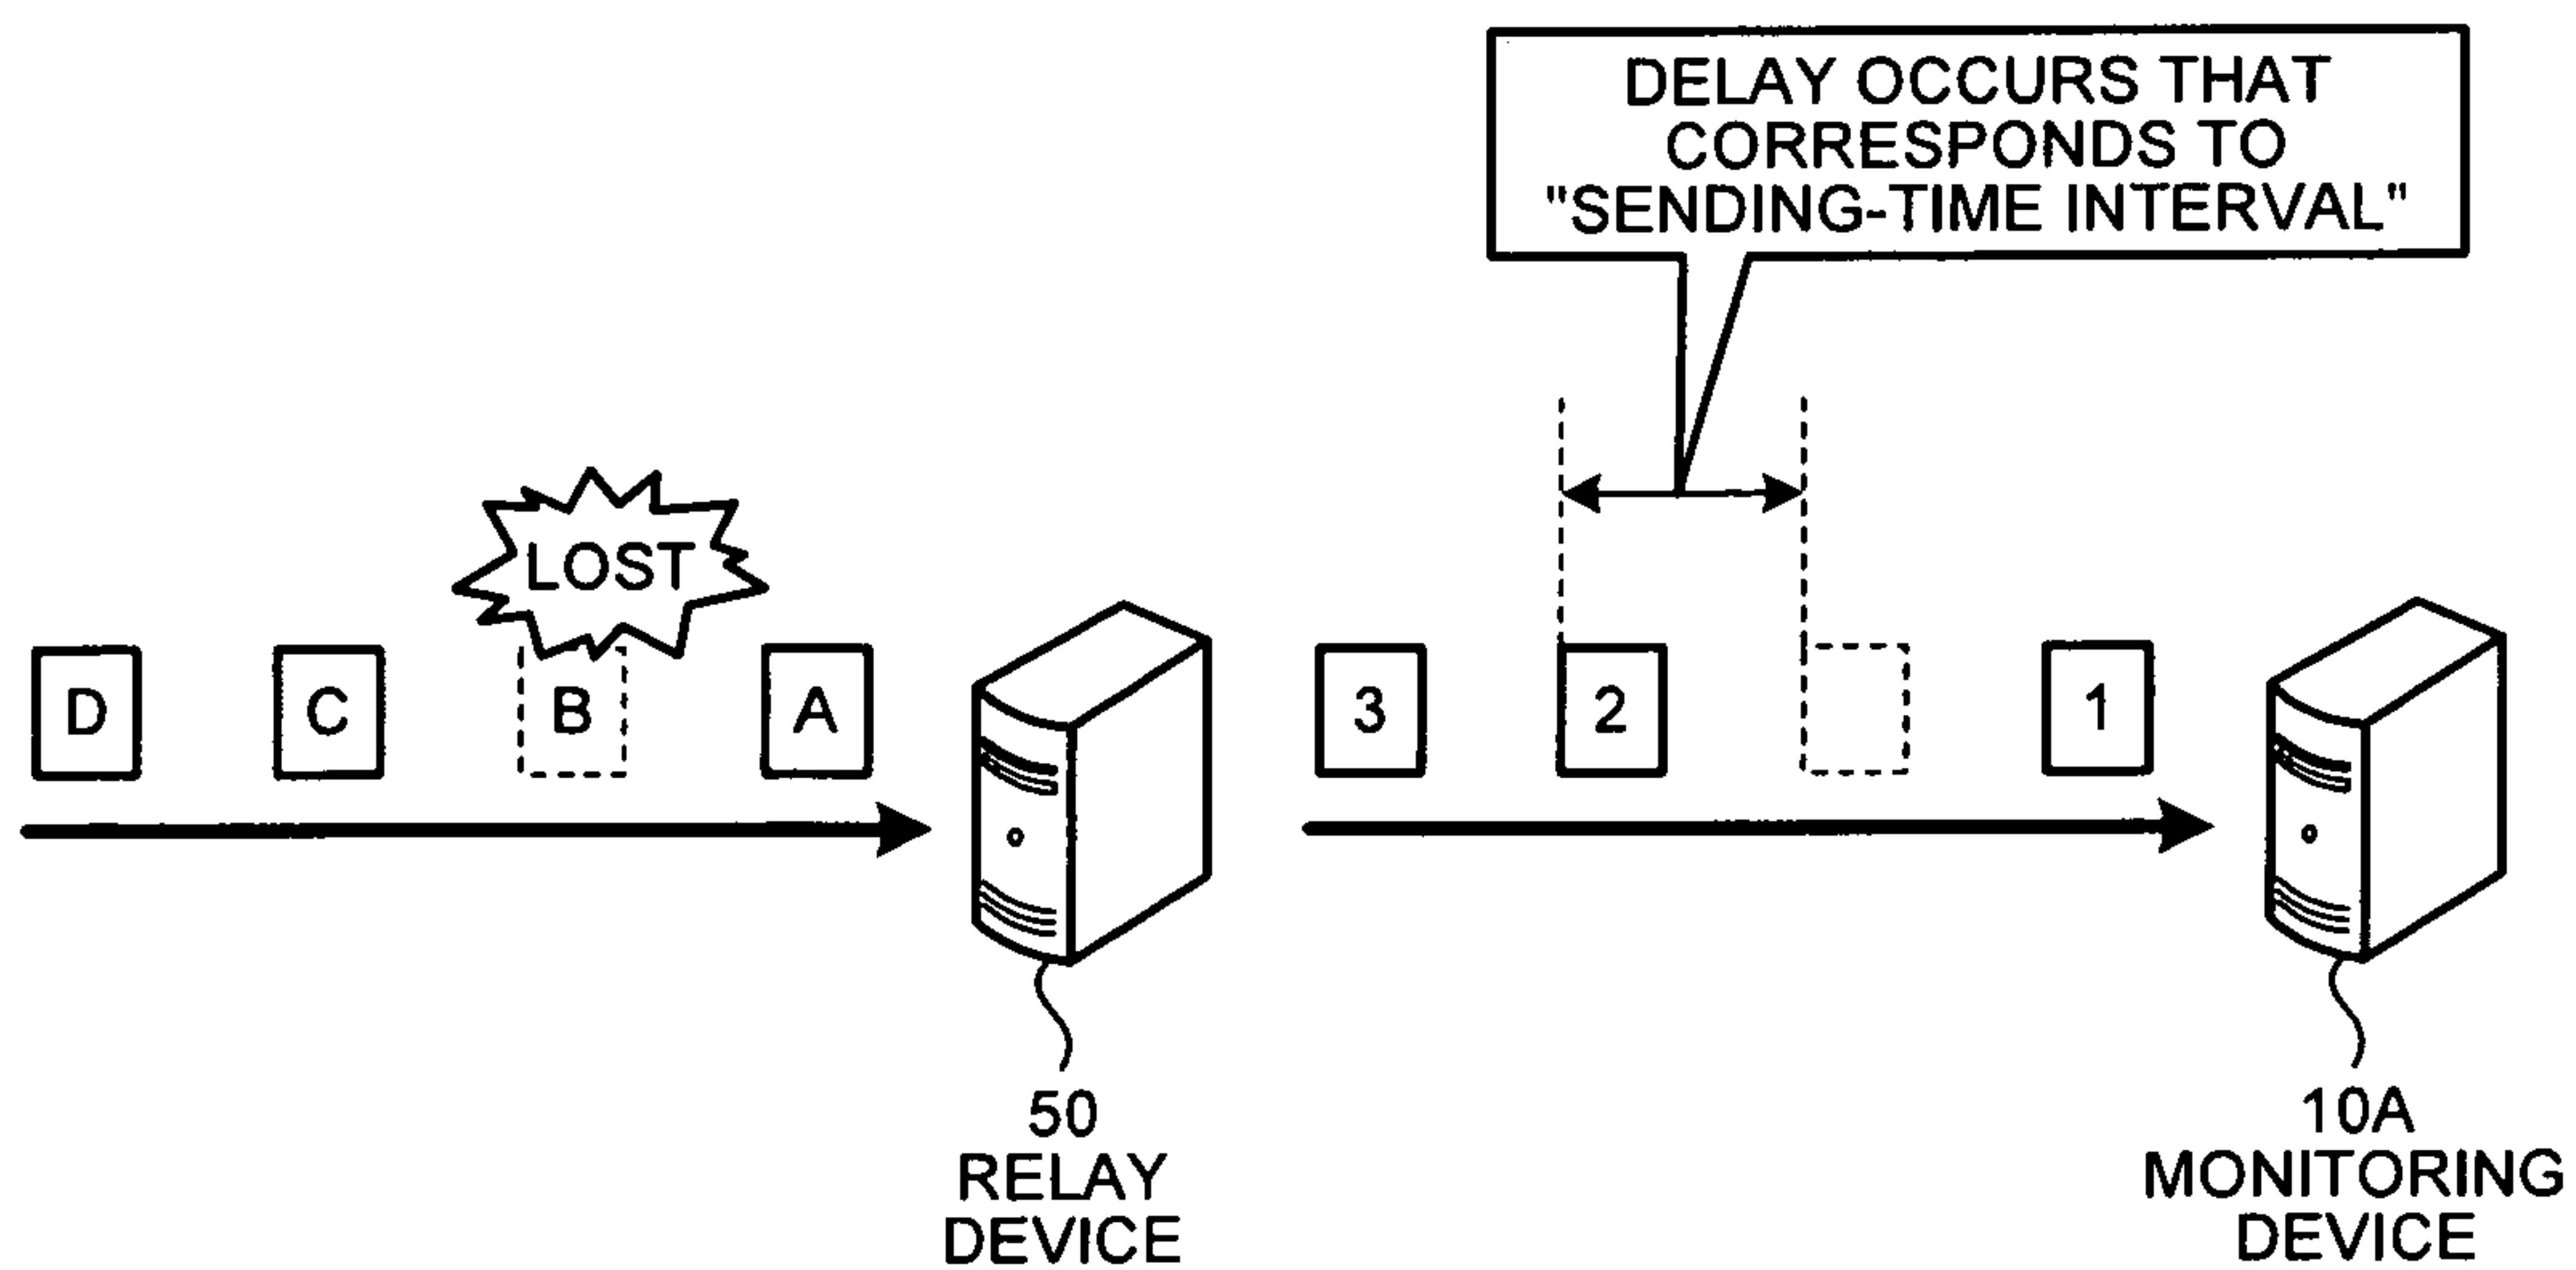 DELAY OCCURS THAT
CORRESPONDS TO
"SENDING-TIME INTERVAL"
LOST
D
C
B
A
3
2
1
50
RELAY
DEVICE
10A
MONITORING
DEVICE